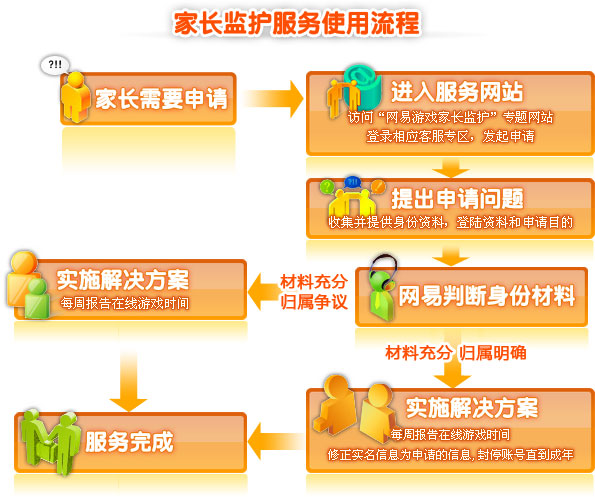 家长监护服务使用流程
?!!
家长需要申请
进入服务网站
访问“网易游戏家长监护”专题网站
登录相应客服专区，发起申请
?
?!!
提出申请问题
收集并提供身份资料，登陆资料和申请目的
网易判断身份材料
材料充分
归属争议
实施解决方案
每周报告在线游戏时间
材料充分 归属明确
实施解决方案
每周报告在线游戏时间
修正实名信息为申请的信息,封停账号直到成年
服务完成